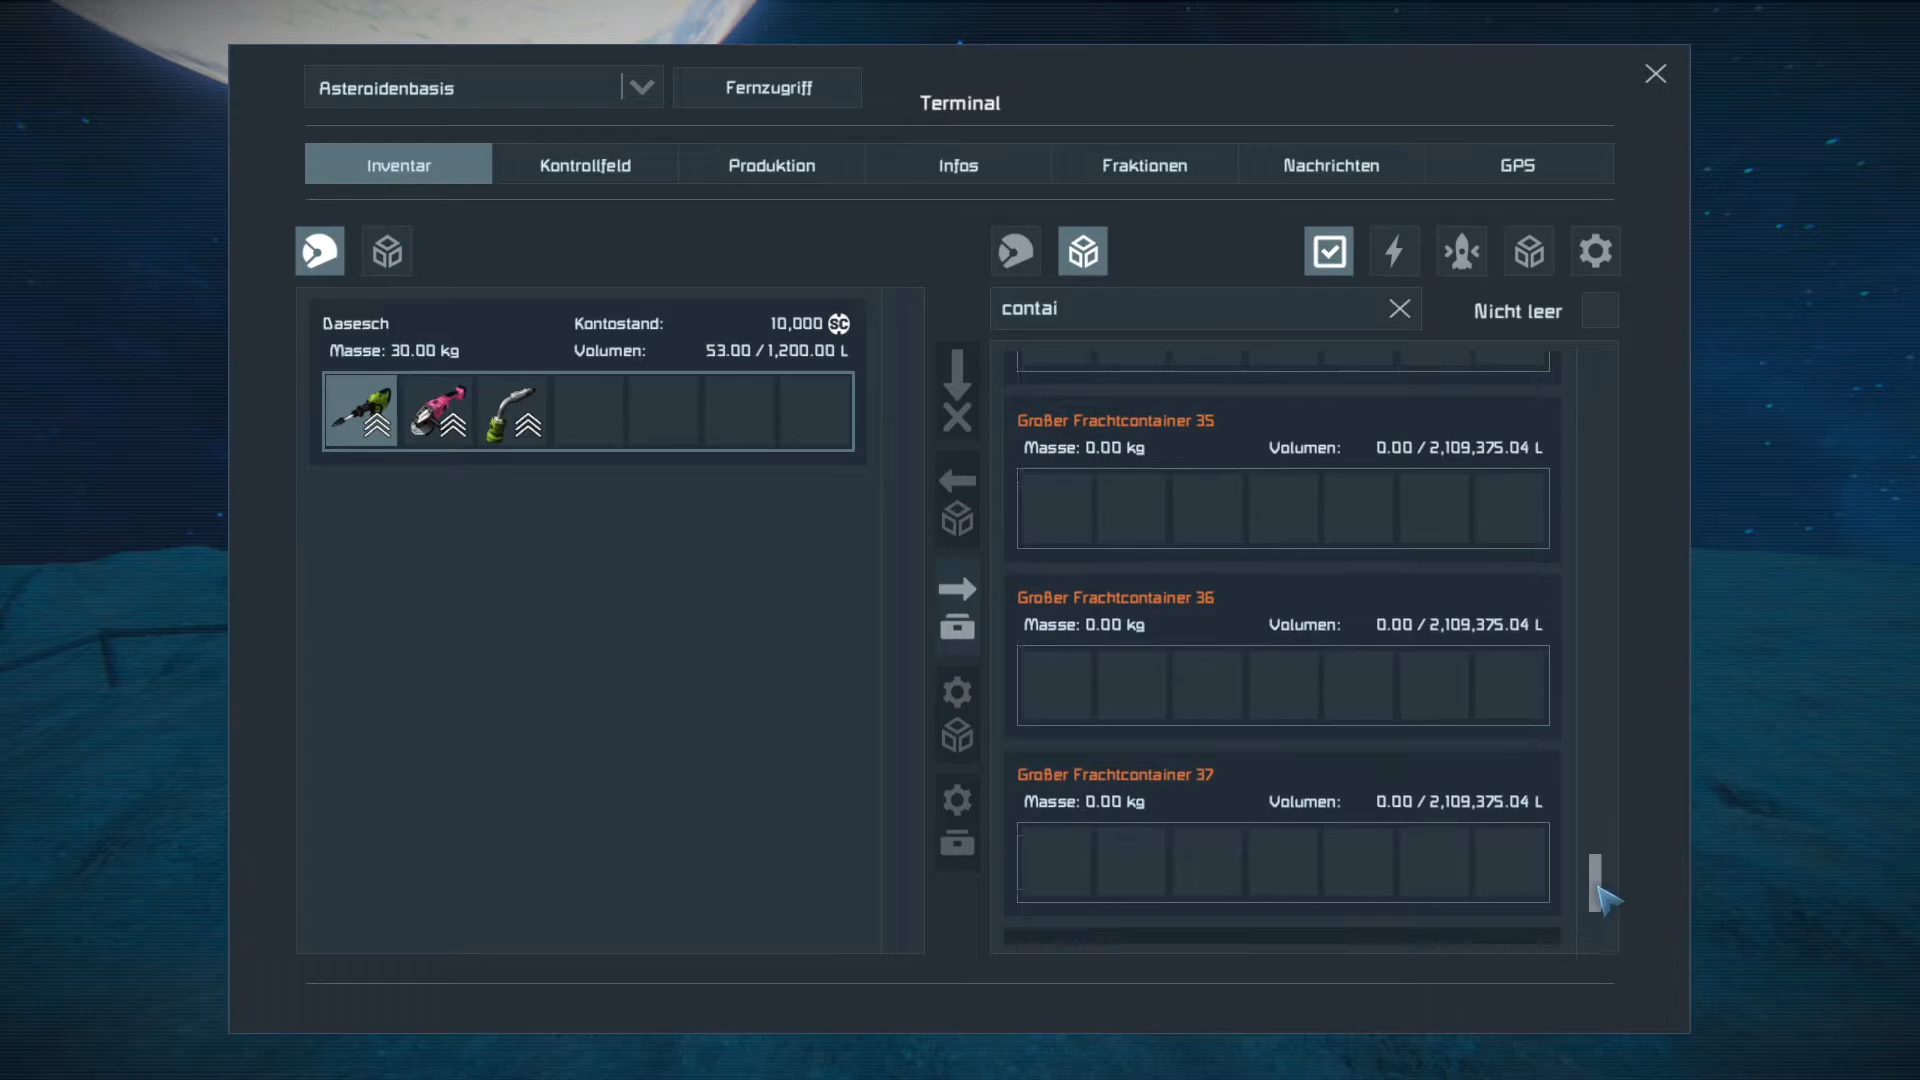 Asteroidenbasis
Fernzugriff
Terminal
Inventar
Kontrollfeld
Produktion
Infos
Fraktionen
Nachrichten
GPS
contai
Nicht leer
Dasesch
Kontostand: 10,000 SC
Masse: 30.00 kg
Volumen: 53.00 / 1,200.00 L
Großer Frachtcontainer 35
Masse: 0.00 kg
Volumen: 0.00 / 2,109,375.04 L
Großer Frachtcontainer 36
Masse: 0.00 kg
Volumen: 0.00 / 2,109,375.04 L
Großer Frachtcontainer 37
Masse: 0.00 kg
Volumen: 0.00 / 2,109,375.04 L